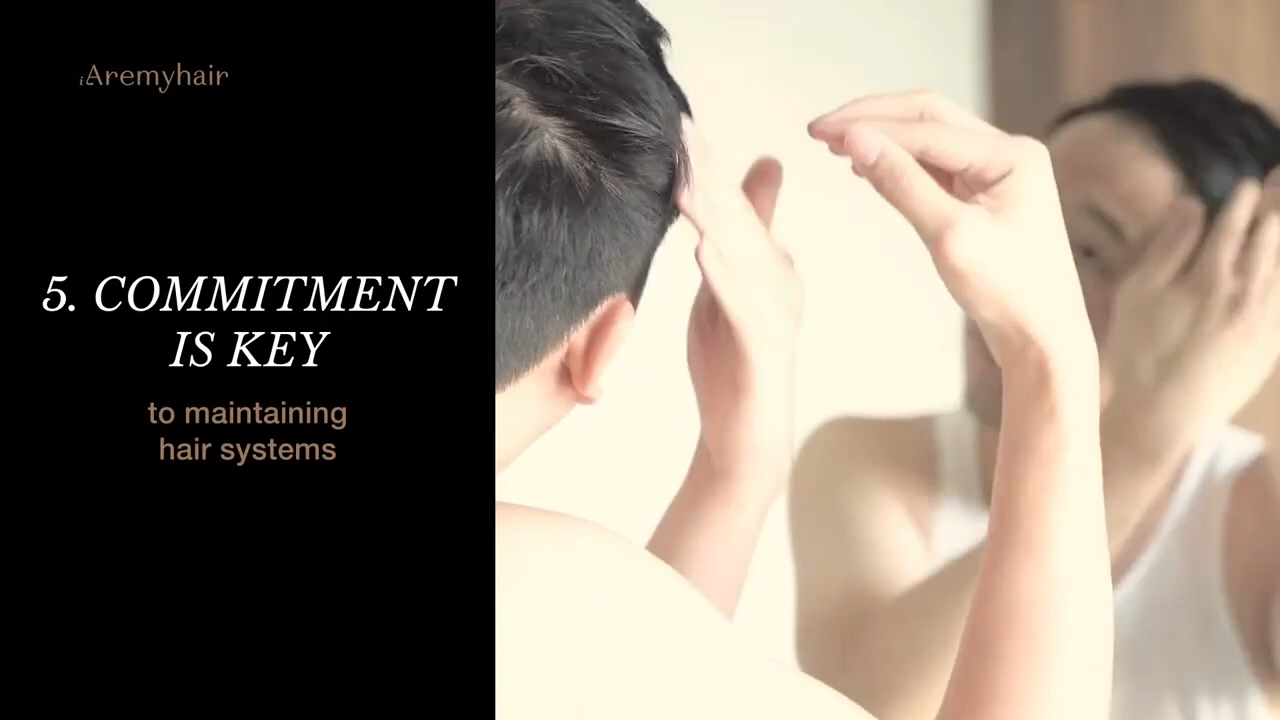 iAremyhair
5. COMMITMENT
IS KEY
to maintaining
hair systems